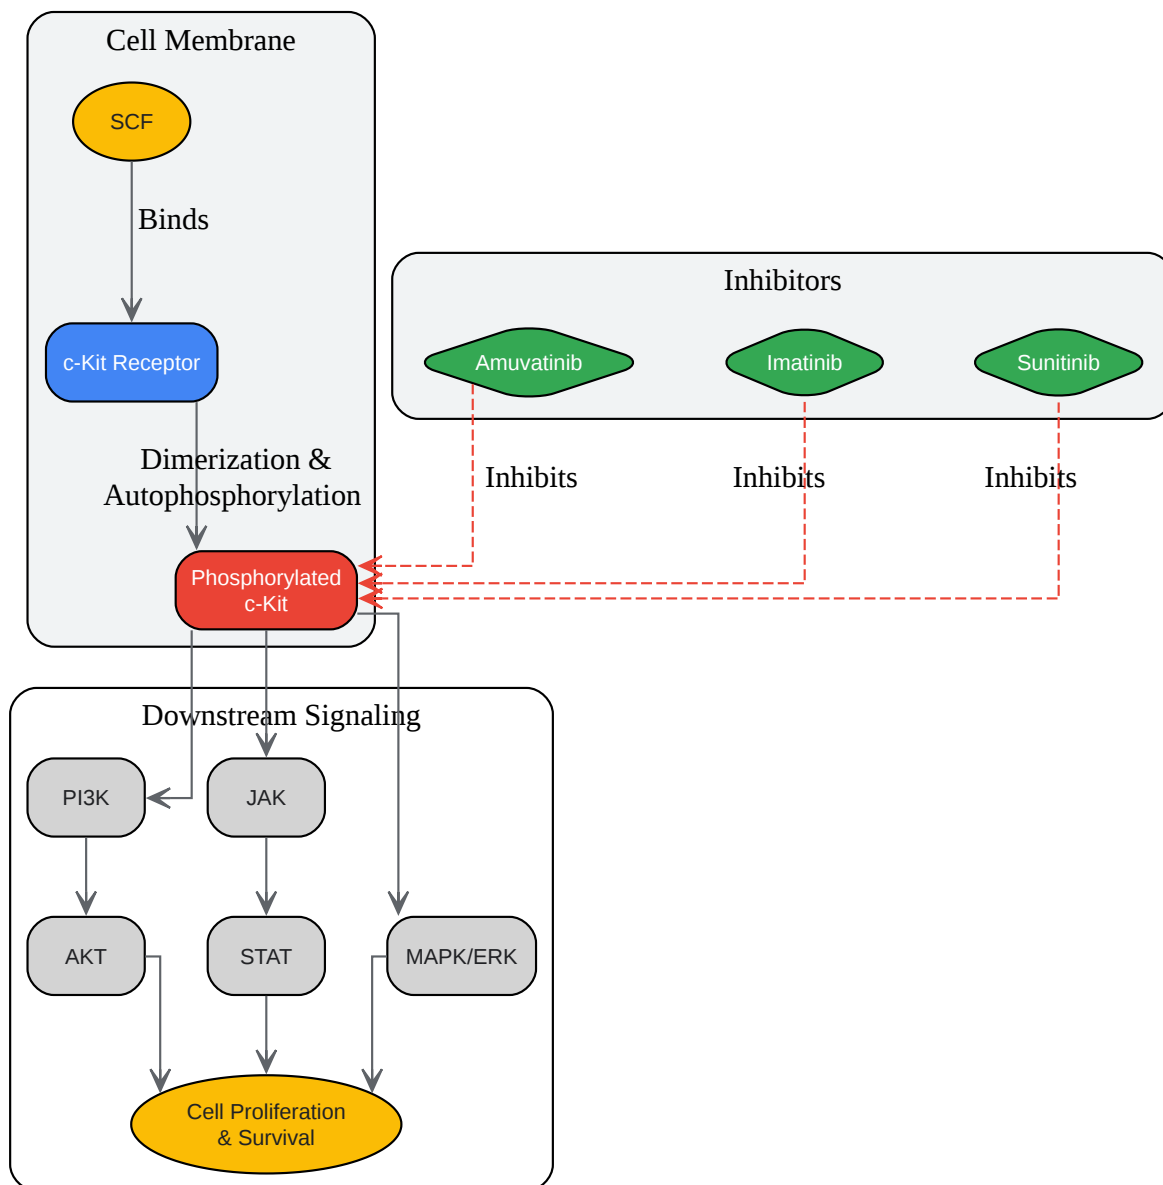 Cell Membrane
SCF
Binds
c-Kit Receptor
Dimerization &
Autophosphorylation
Phosphorylated
c-Kit
Inhibitors
Amuvatinib
Imatinib
Sunitinib
Inhibits
Inhibits
Inhibits
Downstream Signaling
PI3K
JAK
AKT
STAT
MAPK/ERK
Cell Proliferation
& Survival